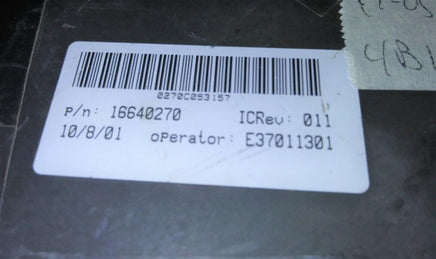 0270C053157
P/n: 16640270 ICRev: 011
10/8/01 operator: E37011301